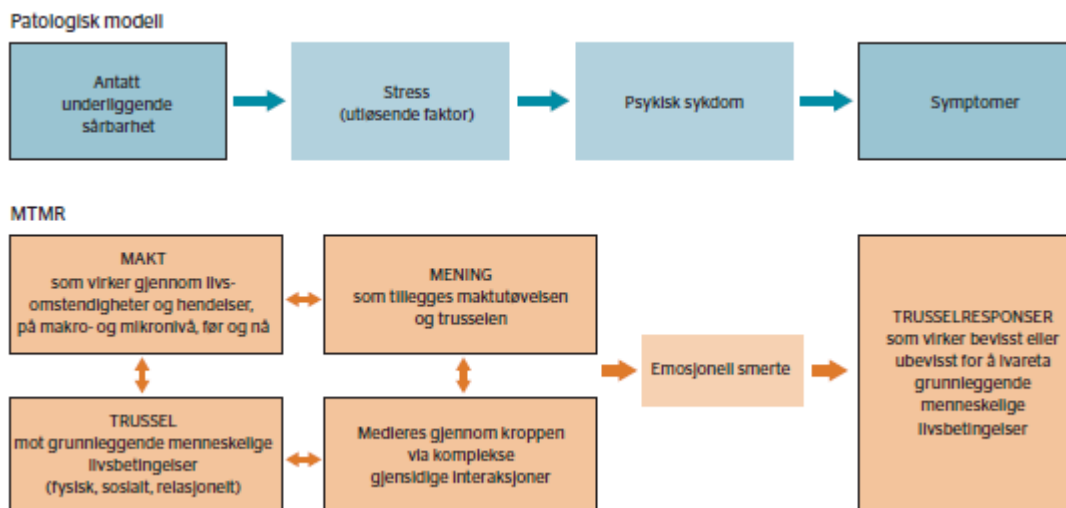 Patologisk modell
Antatt
underliggende
sårbarhet
Stress
(utløsende faktor)
Psykisk sykdom
Symptomer
MTMR
MAKT
som virker gjennom livs-
omstendigheter og hendelser,
på makro- og mikronivå, før og nå
MENING
som tillegges maktutøvelsen
og trusselen
TRUSSEL
mot grunnleggende menneskelige
livsbetingelser
(fysisk, sosialt, relasjonelt)
Medieres gjennom kroppen
via komplekse
gjensidige interaksjoner
Emosjonell smerte
TRUSSELRESPONSER
som virker bevisst eller
ubevisst for å ivareta
grunnleggende
menneskelige
livsbetingelser